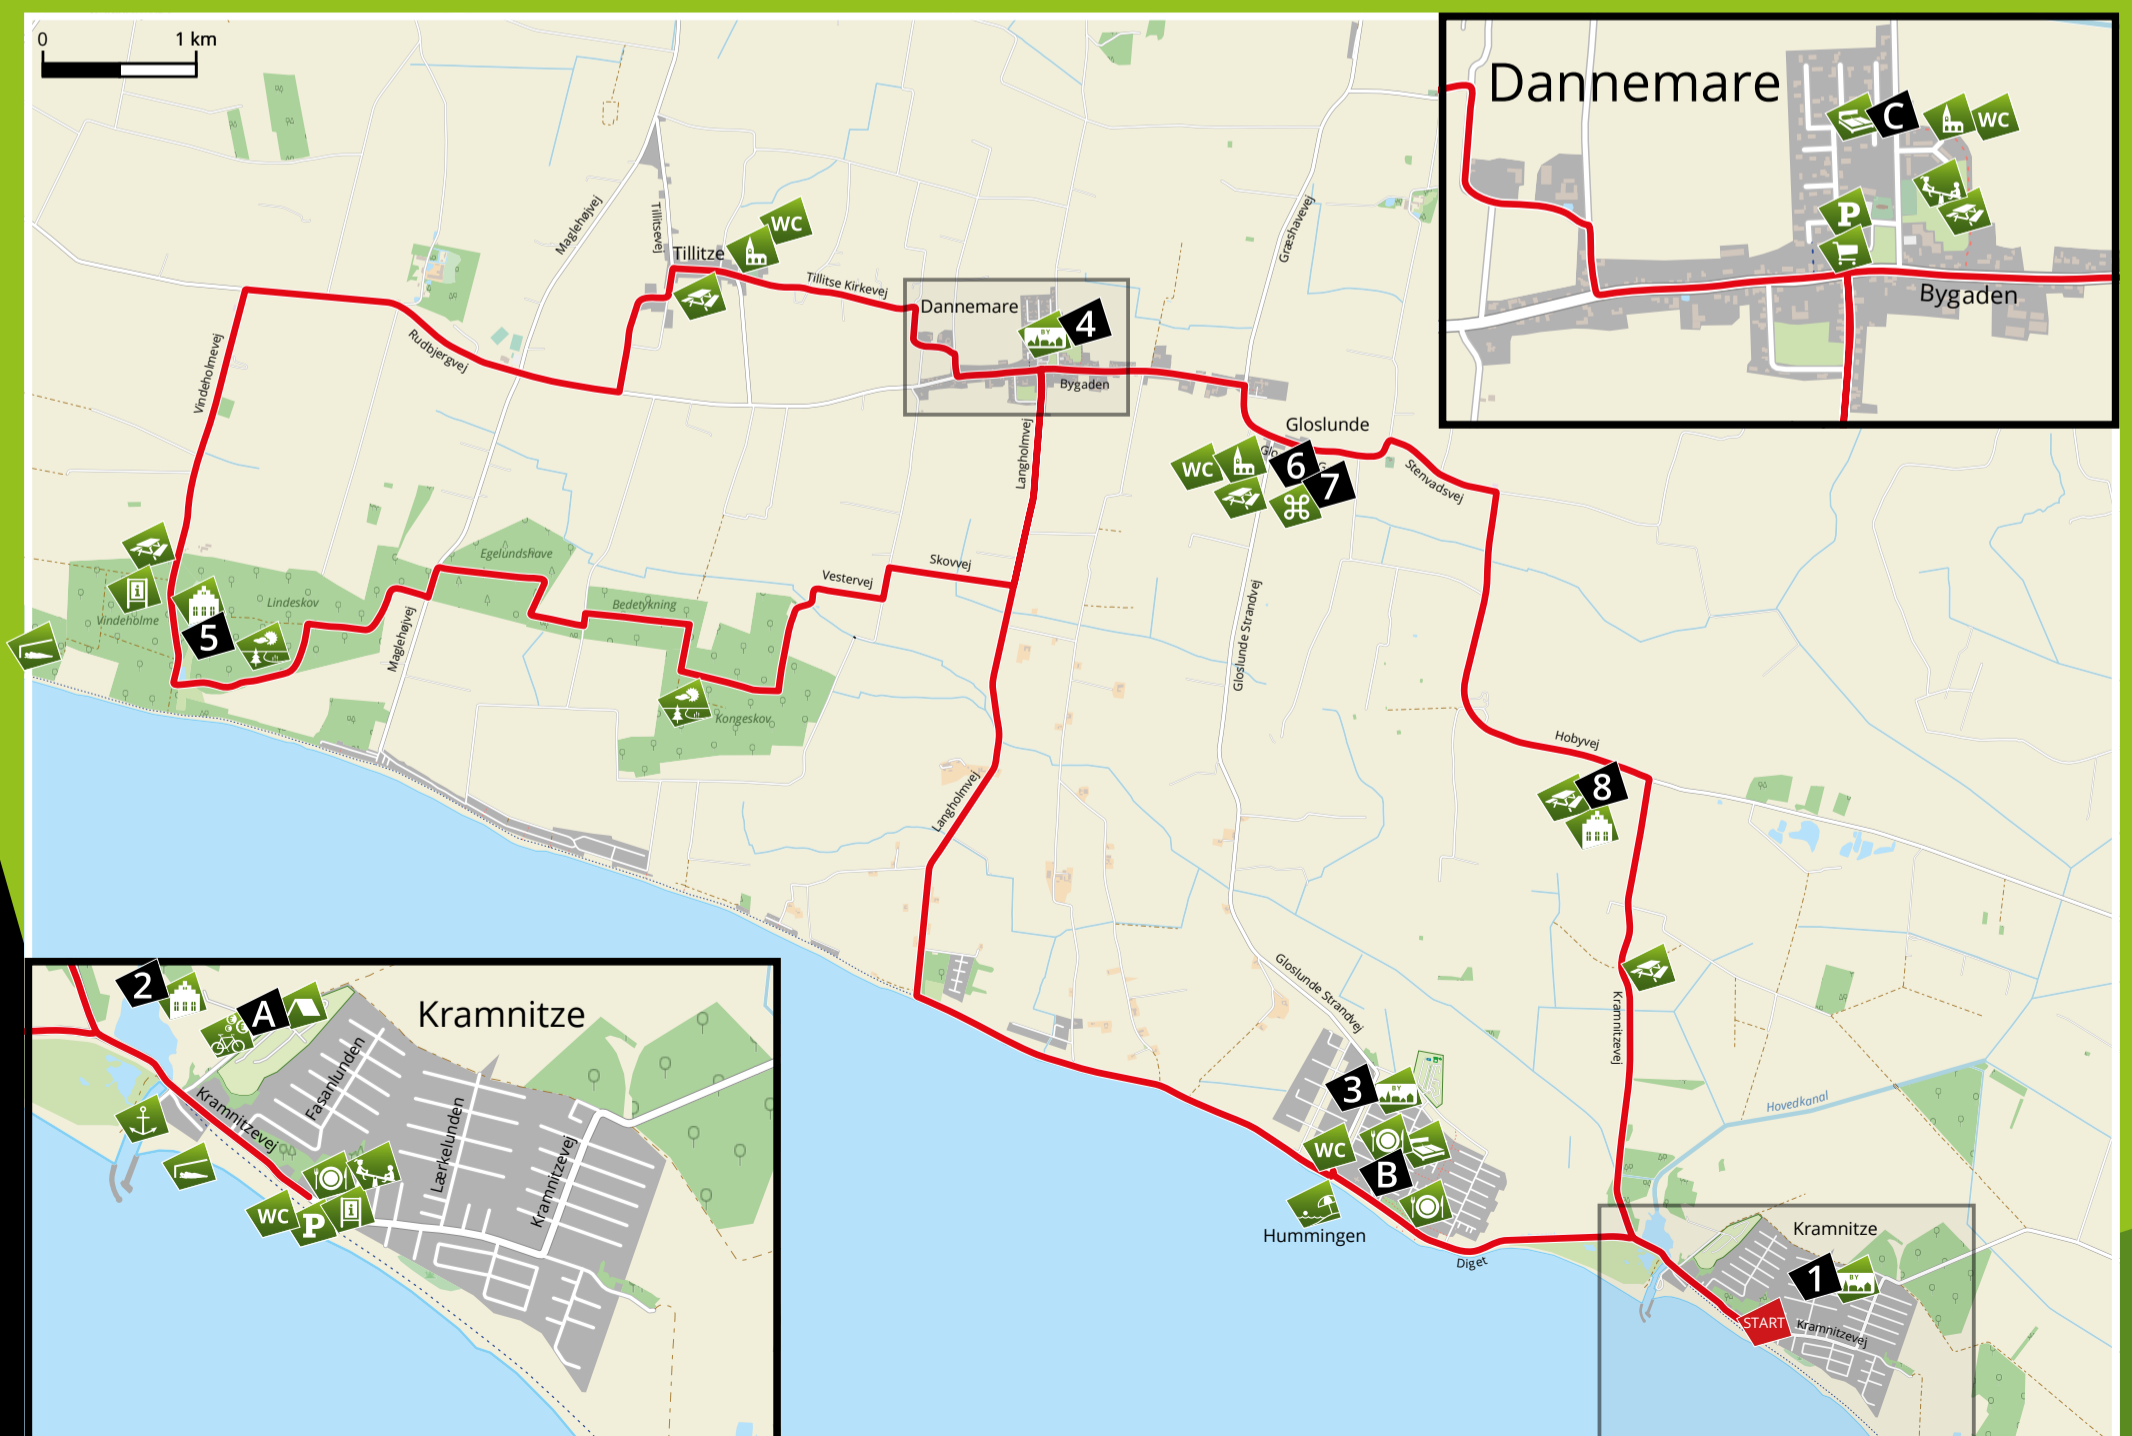 0 1 km
Dannemare
C
WC
P
Bygaden
Maglehøjvej
Tillitsevej
Tillitze
WC
Tillitse Kirkevej
Græshavevej
Dannemare
BY
4
Bygaden
Vindeholmevej
Rudbjergvej
Langholmvej
Gloslunde
WC
6
7
Stenvadsvej
Egelundshave
Skovvej
Vestervej
Lindeskov
Bedetykning
Vindeholme
5
Maglehøjvej
Gloslunde Strandvej
Kongeskov
Hobyvej
8
Langholmvej
Gloslunde Strandvej
Kramnitzevej
2
A
Kramnitze
Fasanlunden
Kramnitzevej
Lærkelunden
Kramnitzevej
WC
P
3
BY
WC
B
Hummingen
Diget
Hovedkanal
Kramnitze
1
BY
START
Kramnitzevej